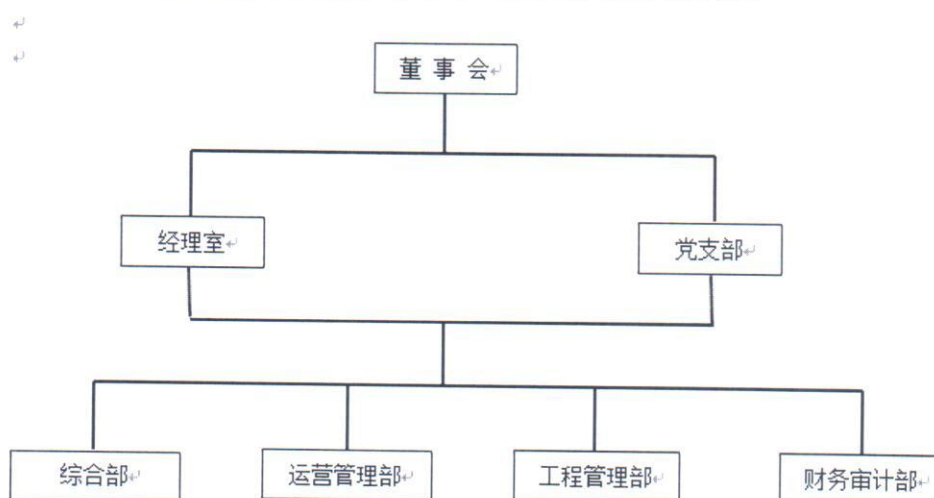 董 事 会
经理室
党支部
综合部
运营管理部
工程管理部
财务审计部